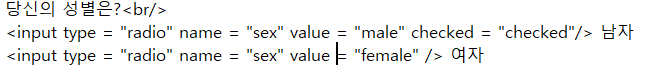 당신의 성별은?<br/>
<input type = "radio" name = "sex" value = "male" checked = "checked"/> 남자
<input type = "radio" name = "sex" value = "female" /> 여자